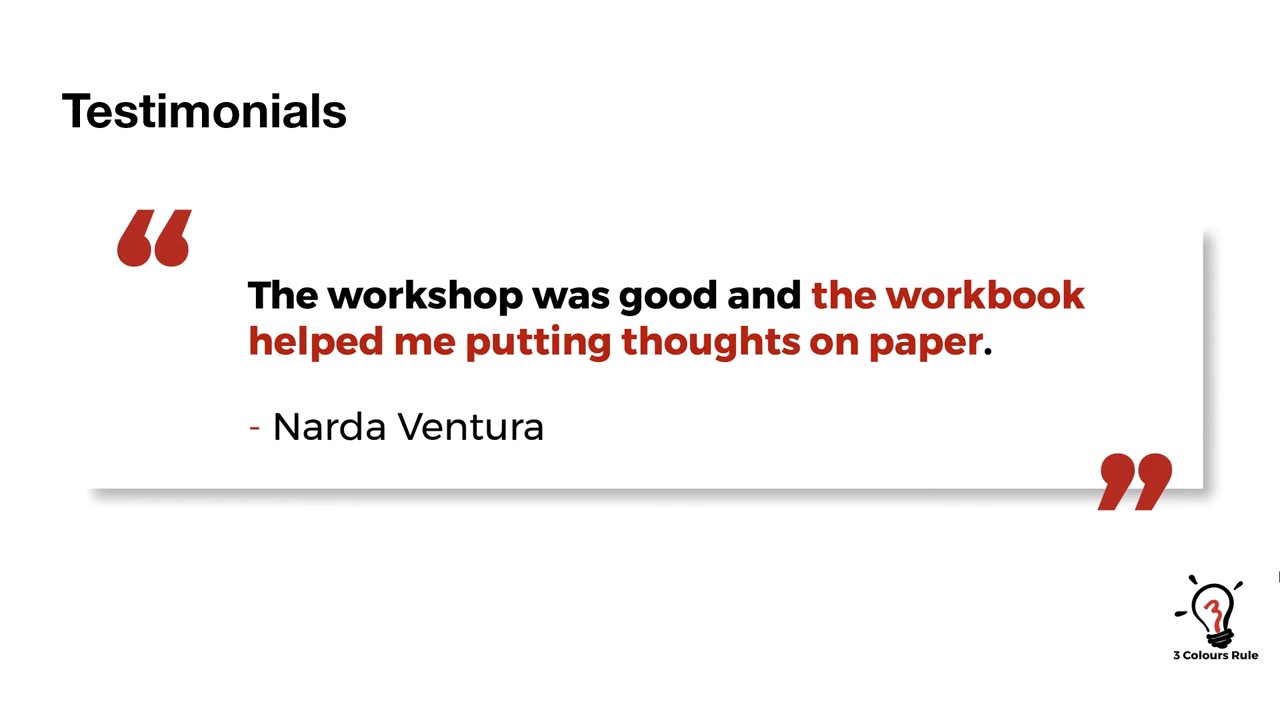 Testimonials
“
The workshop was good and the workbook
helped me putting thoughts on paper.
- Narda Ventura
”
3
3 Colours Rule